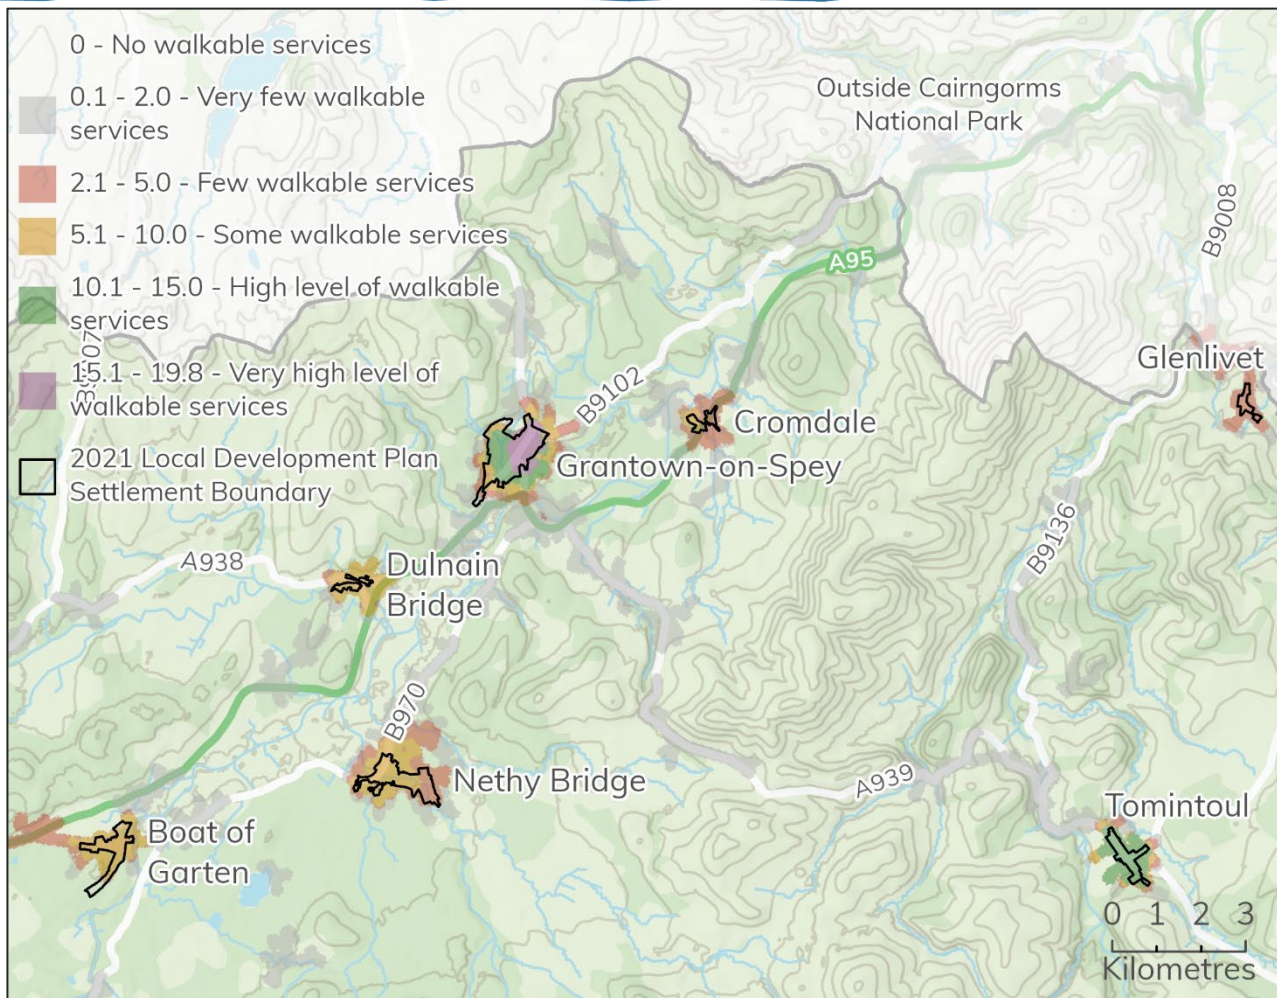 0 - No walkable services
0.1 - 2.0 - Very few walkable
services
2.1 - 5.0 - Few walkable services
5.1 - 10.0 - Some walkable services
10.1 - 15.0 - High level of walkable
services
15.1 - 19.8 - Very high level of
walkable services
2021 Local Development Plan
Settlement Boundary
Outside Cairngorms
National Park
B9008
A95
Glenlivet
B9102
Cromdale
Grantown-on-Spey
B9136
A938
Dulnain
Bridge
B970
Nethy Bridge
A939
Tomintoul
Boat of
Garten
0 1 2 3
Kilometres